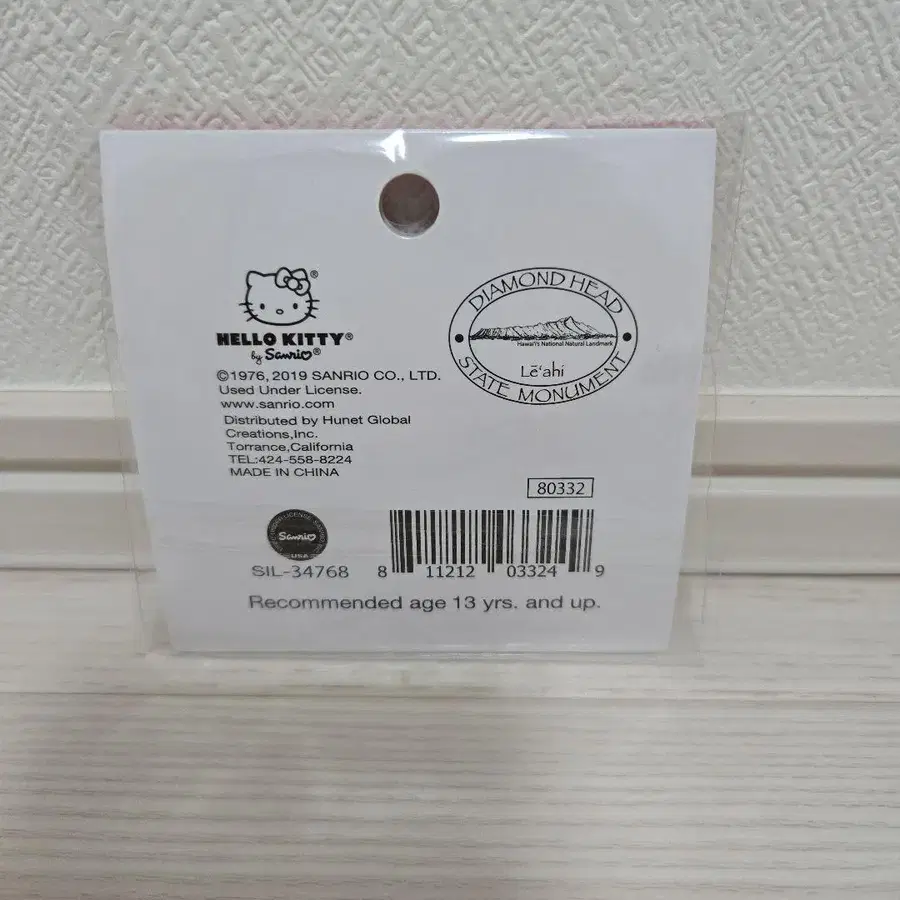 HELLO KITTY®
by Sanrio®
©1976, 2019 SANRIO CO., LTD.
Used Under License.
www.sanrio.com
Distributed by Hunet Global
Creations,Inc.
Torrance,California
TEL:424-558-8224
MADE IN CHINA
DIAMOND HEAD
Hawaii's National Natural Landmark
Lēʻahi
STATE MONUMENT
80332
Sanrio
USA
SIL-34768
8 11212 03324 9
Recommended age 13 yrs. and up.